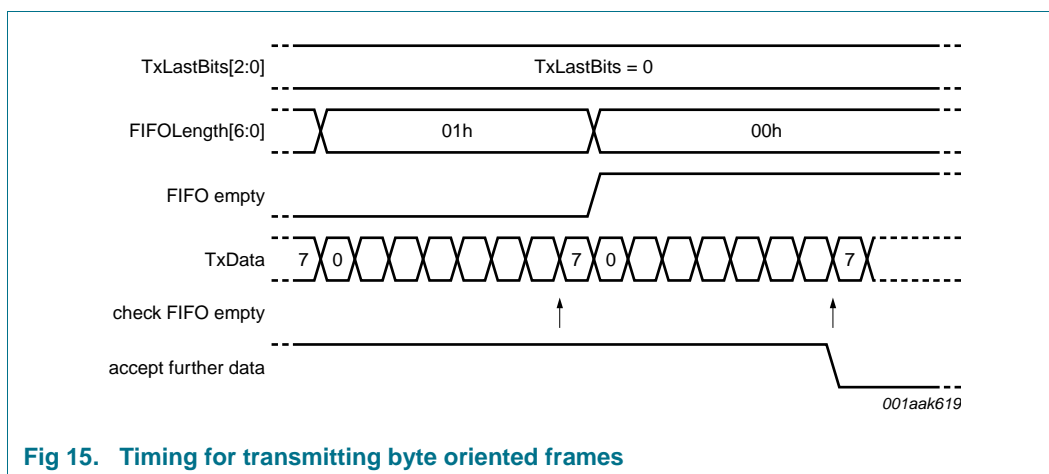 TxLastBits[2:0] TxLastBits = 0
FIFOLength[6:0] 01h 00h
FIFO empty
TxData 7 0 7 0 7
check FIFO empty
accept further data
001aak619
Fig 15. Timing for transmitting byte oriented frames